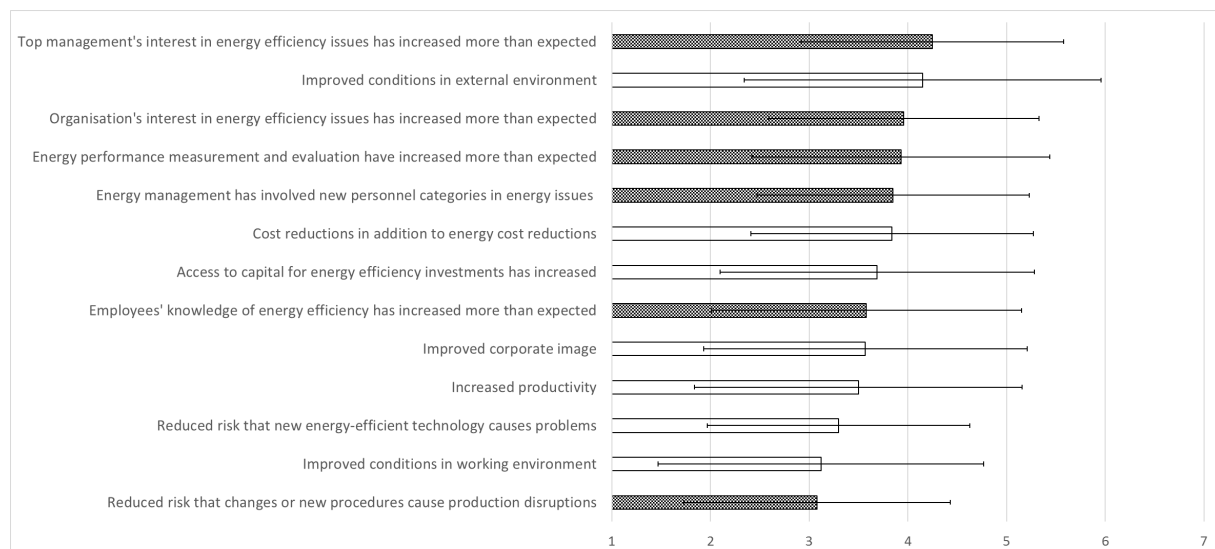 Top management's interest in energy efficiency issues has increased more than expected
Improved conditions in external environment
Organisation's interest in energy efficiency issues has increased more than expected
Energy performance measurement and evaluation have increased more than expected
Energy management has involved new personnel categories in energy issues
Cost reductions in addition to energy cost reductions
Access to capital for energy efficiency investments has increased
Employees' knowledge of energy efficiency has increased more than expected
Improved corporate image
Increased productivity
Reduced risk that new energy-efficient technology causes problems
Improved conditions in working environment
Reduced risk that changes or new procedures cause production disruptions
1 2 3 4 5 6 7